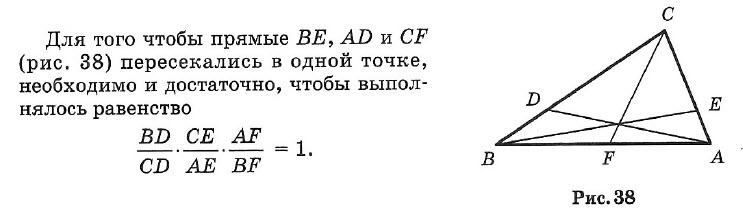 Для того чтобы прямые BE, AD и CF
(рис. 38) пересекались в одной точке,
необходимо и достаточно, чтобы выпол-
нялось равенство
BD/CD · CE/AE · AF/BF = 1.
C
D
E
B
F
A
Рис. 38